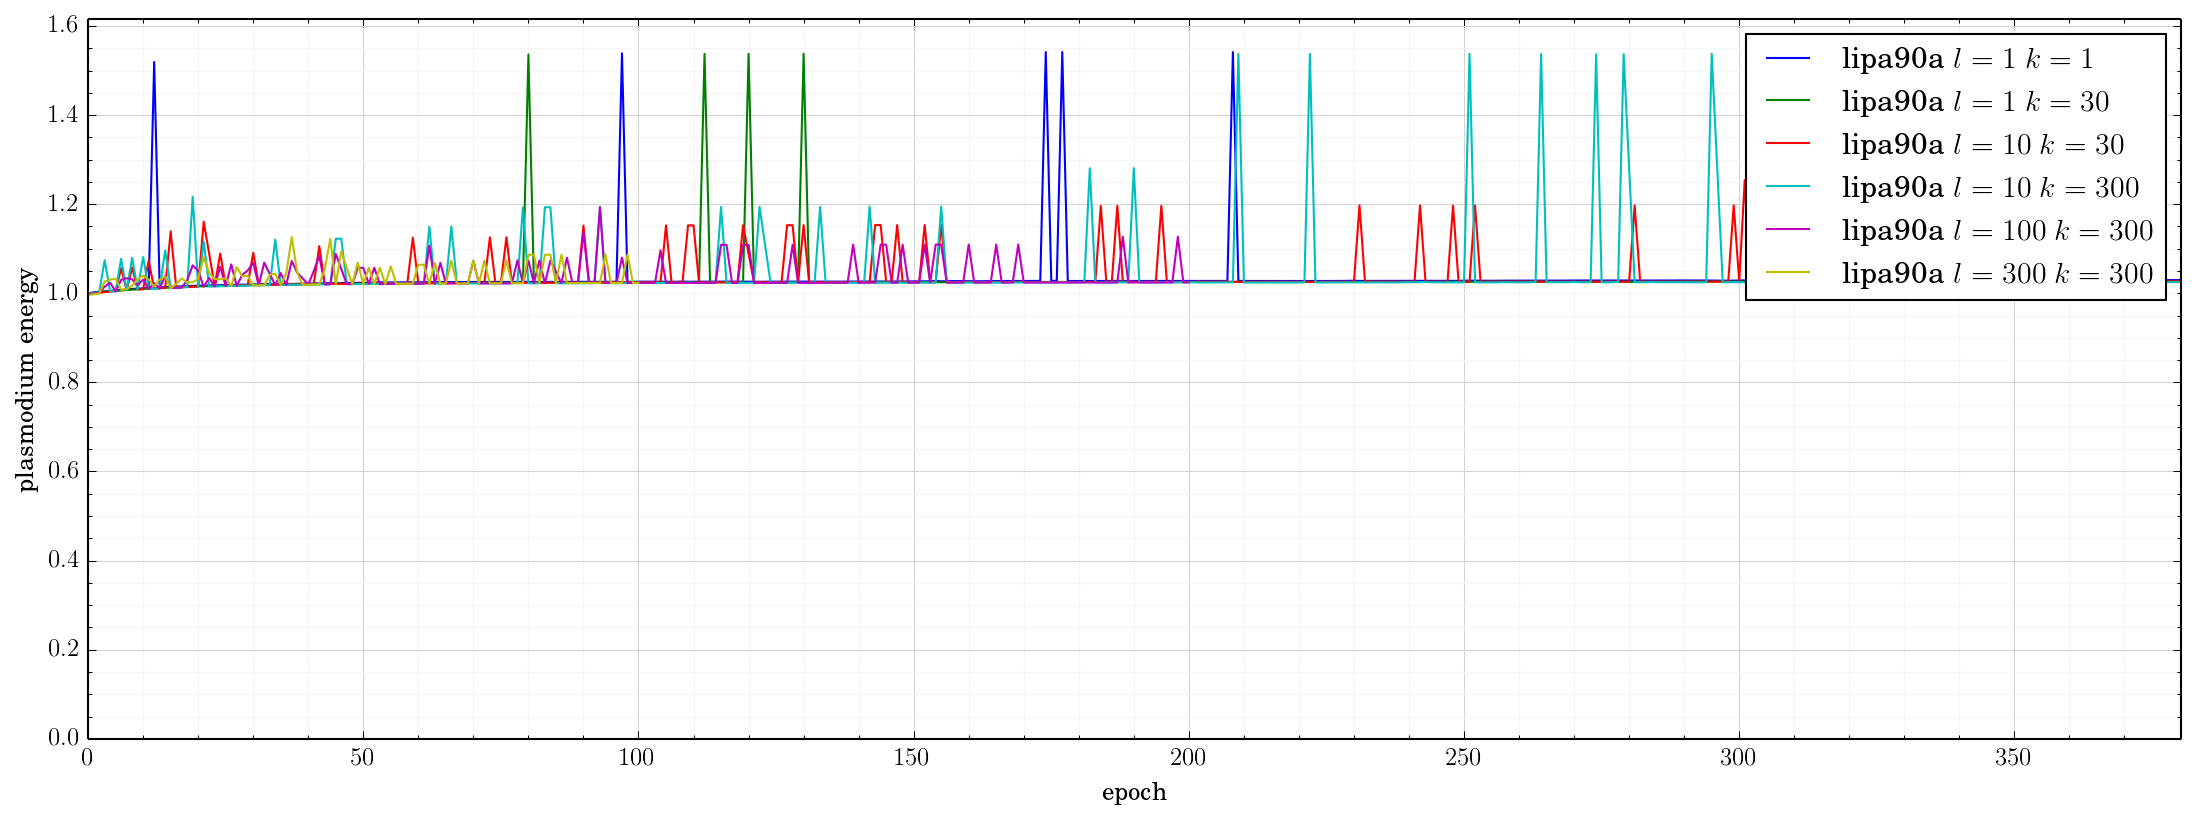 1.6
1.4
1.2
1.0
0.8
0.6
0.4
0.2
0.0
plasmodium energy
lipa90a l = 1 k = 1
lipa90a l = 1 k = 30
lipa90a l = 10 k = 30
lipa90a l = 10 k = 300
lipa90a l = 100 k = 300
lipa90a l = 300 k = 300
0 50 100 150 200 250 300 350
epoch